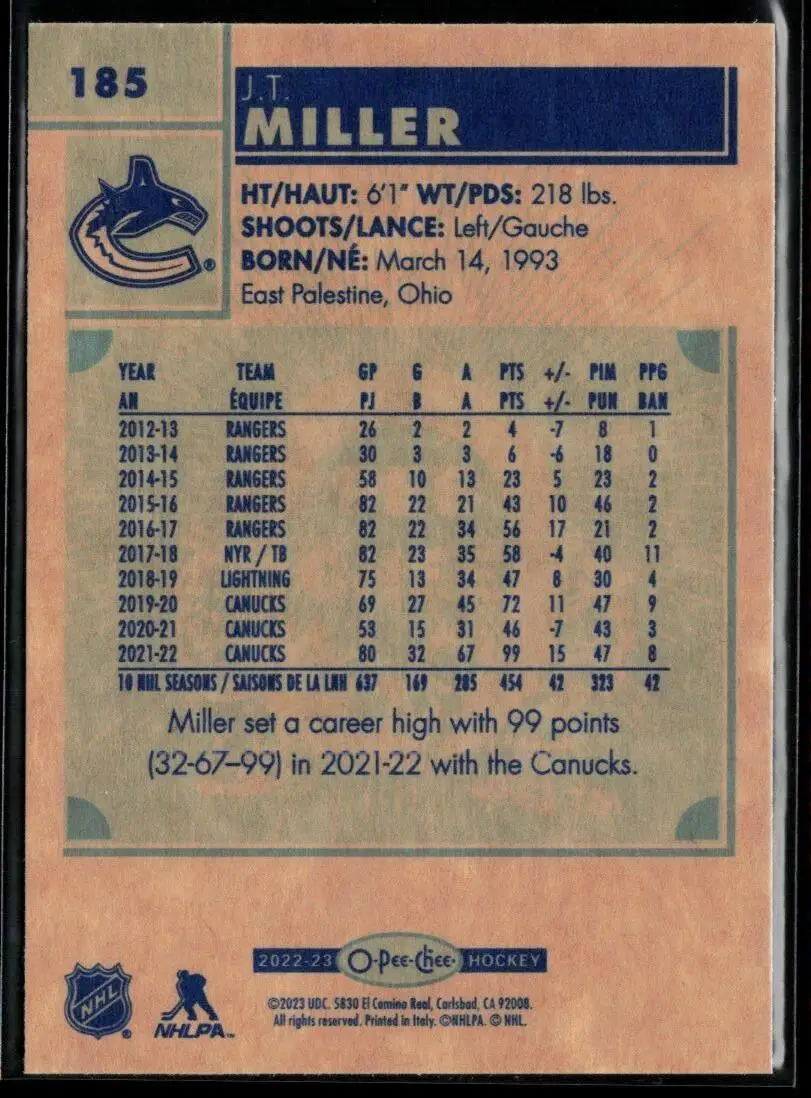 185
J.T.
MILLER
HT/HAUT: 6'1" WT/PDS: 218 lbs.
SHOOTS/LANCE: Left/Gauche
BORN/NÉ: March 14, 1993
East Palestine, Ohio
®
YEAR TEAM GP G A PTS +/- PIM PPG
AN ÉQUIPE PJ B A PTS +/- PUN BAN
2012-13 RANGERS 26 2 2 4 -7 8 1
2013-14 RANGERS 30 3 3 6 -6 18 0
2014-15 RANGERS 58 10 13 23 5 23 2
2015-16 RANGERS 82 22 21 43 10 46 2
2016-17 RANGERS 82 22 34 56 17 21 2
2017-18 NYR / TB 82 23 35 58 -4 40 11
2018-19 LIGHTNING 75 13 34 47 8 30 4
2019-20 CANUCKS 69 27 45 72 11 47 9
2020-21 CANUCKS 53 15 31 46 -7 43 3
2021-22 CANUCKS 80 32 67 99 15 47 8
10 NHL SEASONS / SAISONS DE LA LNH 637 169 285 454 42 323 42
Miller set a career high with 99 points
(32-67–99) in 2021-22 with the Canucks.
2022-23 O-Pee-Chee® HOCKEY
NHL® NHLPA™
©2023 UDC. 5830 El Camino Real, Carlsbad, CA 92008.
All rights reserved. Printed in Italy. ©NHLPA. © NHL.